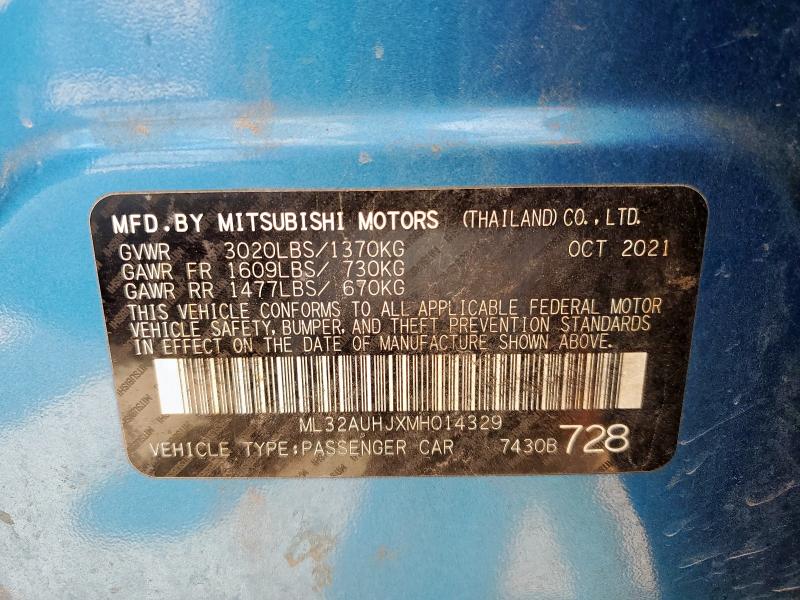 MFD.BY MITSUBISHI MOTORS (THAILAND) CO., LTD.
GVWR 3020LBS/1370KG OCT 2021
GAWR FR 1609LBS/ 730KG
GAWR RR 1477LBS/ 670KG
THIS VEHICLE CONFORMS TO ALL APPLICABLE FEDERAL MOTOR
VEHICLE SAFETY, BUMPER, AND THEFT PREVENTION STANDARDS
IN EFFECT ON THE DATE OF MANUFACTURE SHOWN ABOVE.
ML32AUHJXMH014329
VEHICLE TYPE:PASSENGER CAR 7430B 728